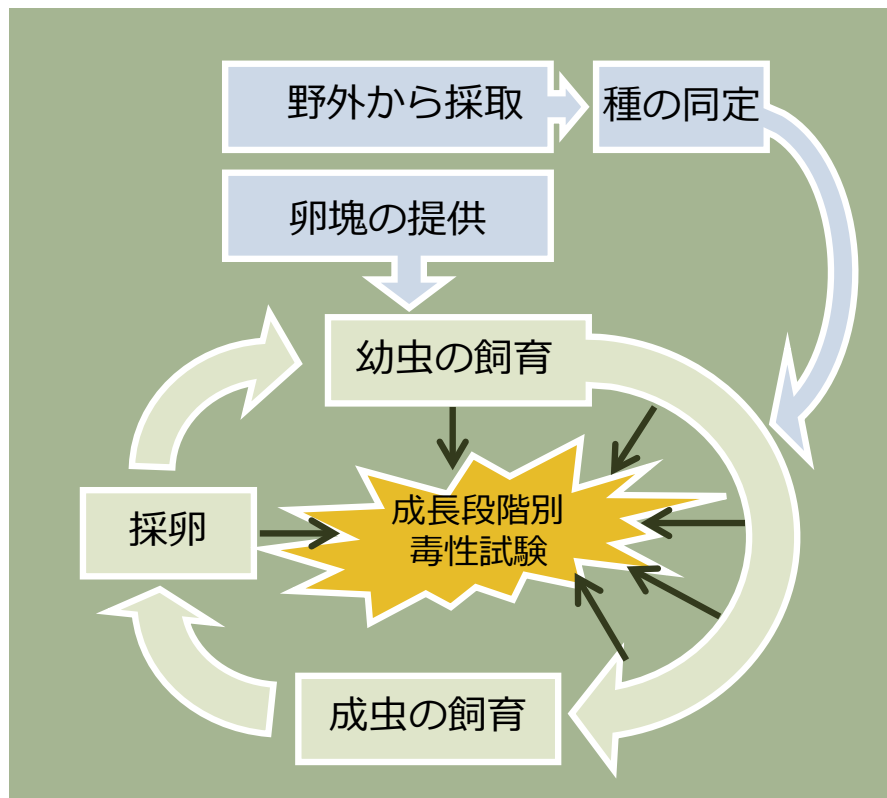 野外から採取
種の同定
卵塊の提供
幼虫の飼育
成長段階別
毒性試験
採卵
成虫の飼育